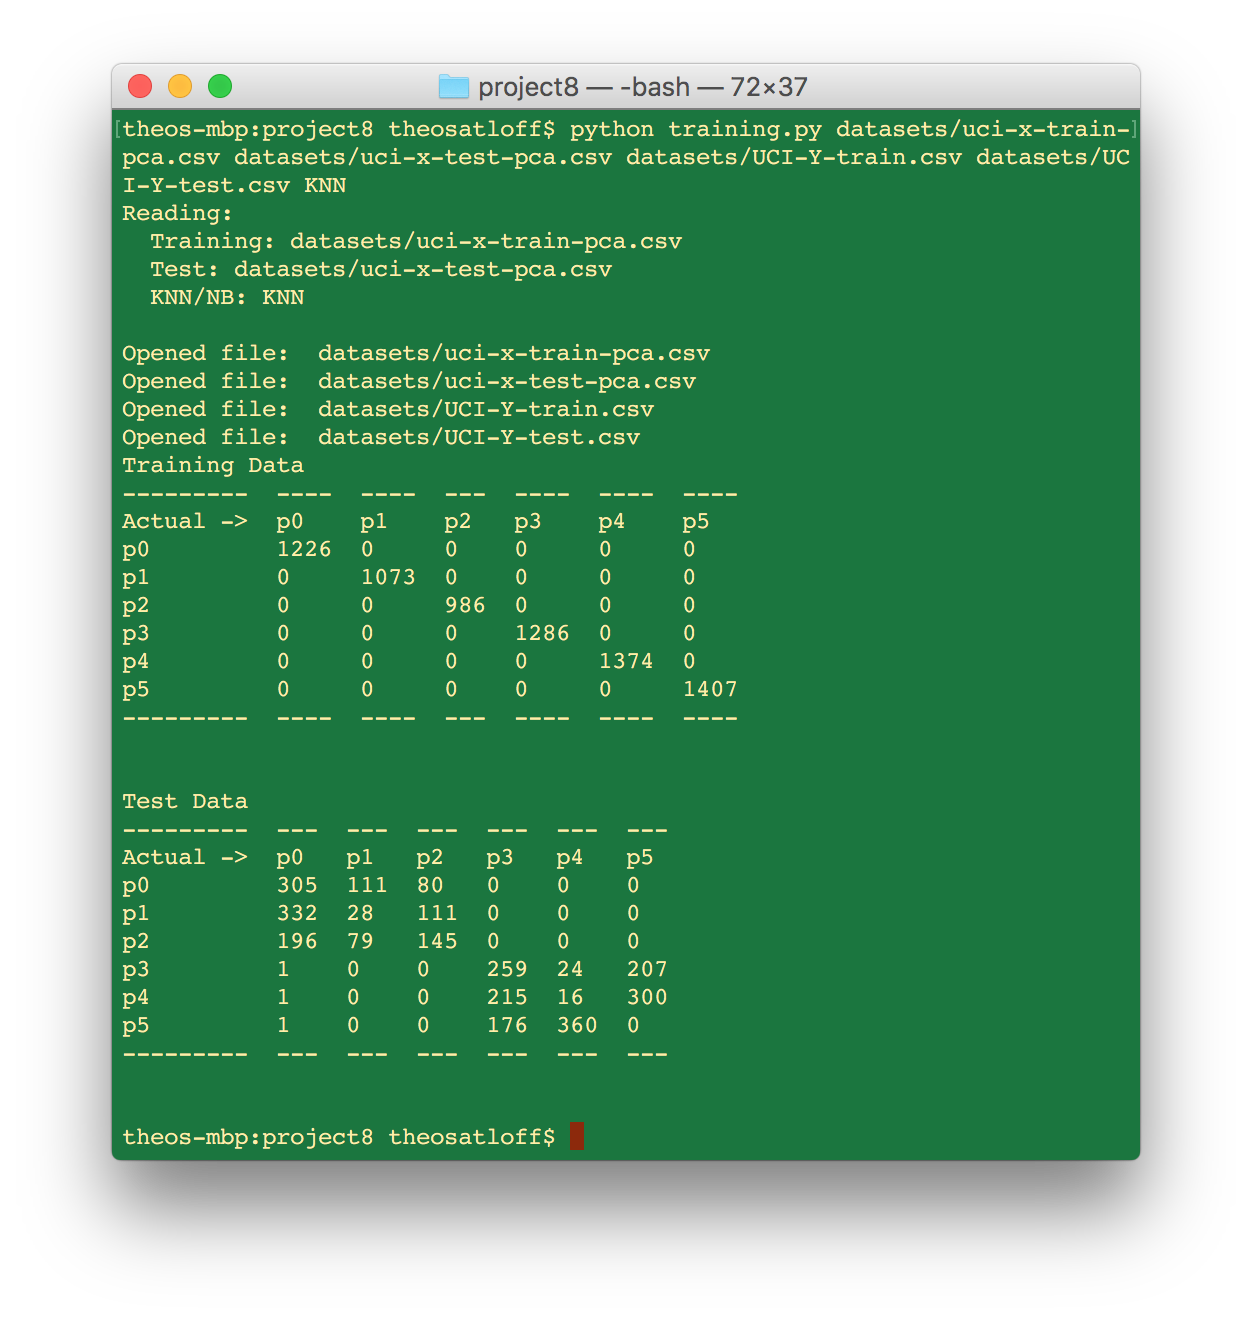 project8 — -bash — 72×37
[theos-mbp:project8 theosatloff$ python training.py datasets/uci-x-train-]
pca.csv datasets/uci-x-test-pca.csv datasets/UCI-Y-train.csv datasets/UC
I-Y-test.csv KNN
Reading:
  Training: datasets/uci-x-train-pca.csv
  Test: datasets/uci-x-test-pca.csv
  KNN/NB: KNN

Opened file:  datasets/uci-x-train-pca.csv
Opened file:  datasets/uci-x-test-pca.csv
Opened file:  datasets/UCI-Y-train.csv
Opened file:  datasets/UCI-Y-test.csv
Training Data
---------  ----  ----  ---  ----  ----  ----
Actual ->  p0    p1    p2   p3    p4    p5
p0         1226  0     0    0     0     0
p1         0     1073  0    0     0     0
p2         0     0     986  0     0     0
p3         0     0     0    1286  0     0
p4         0     0     0    0     1374  0
p5         0     0     0    0     0     1407
---------  ----  ----  ---  ----  ----  ----

Test Data
---------  ---  ---  ---  ---  ---  ---
Actual ->  p0   p1   p2   p3   p4   p5
p0         305  111  80   0    0    0
p1         332  28   111  0    0    0
p2         196  79   145  0    0    0
p3         1    0    0    259  24   207
p4         1    0    0    215  16   300
p5         1    0    0    176  360  0
---------  ---  ---  ---  ---  ---  ---

theos-mbp:project8 theosatloff$